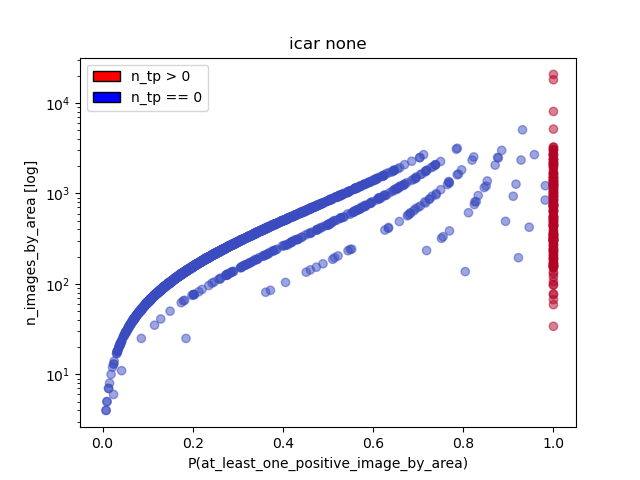 icar none
n_tp > 0
n_tp == 0
n_images_by_area [log]
10^4
10^3
10^2
10^1
0.0 0.2 0.4 0.6 0.8 1.0
P(at_least_one_positive_image_by_area)